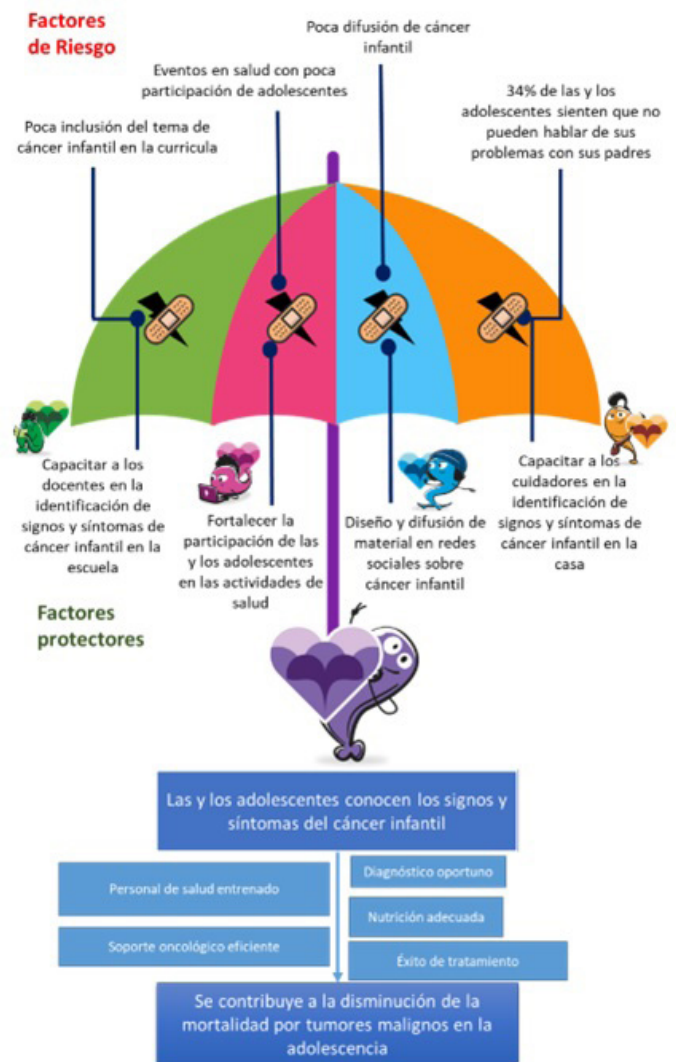 Factores
de Riesgo
Poca difusión de cáncer
infantil
Eventos en salud con poca
participación de adolescentes
34% de las y los
adolescentes sienten que no
pueden hablar de sus
problemas con sus padres
Poca inclusión del tema de
cáncer infantil en la curricula
Capacitar a los
docentes en la
identificación de
signos y síntomas de
cáncer infantil en la
escuela
Fortalecer la
participación de las
y los adolescentes
en las actividades de
salud
Diseño y difusión de
material en redes
sociales sobre
cáncer infantil
Capacitar a los
cuidadores en la
identificación de
signos y síntomas de
cáncer infantil en la
casa
Factores
protectores
Las y los adolescentes conocen los signos y
síntomas del cáncer infantil
Personal de salud entrenado
Diagnóstico oportuno
Nutrición adecuada
Soporte oncológico eficiente
Éxito de tratamiento
Se contribuye a la disminución de la
mortalidad por tumores malignos en la
adolescencia